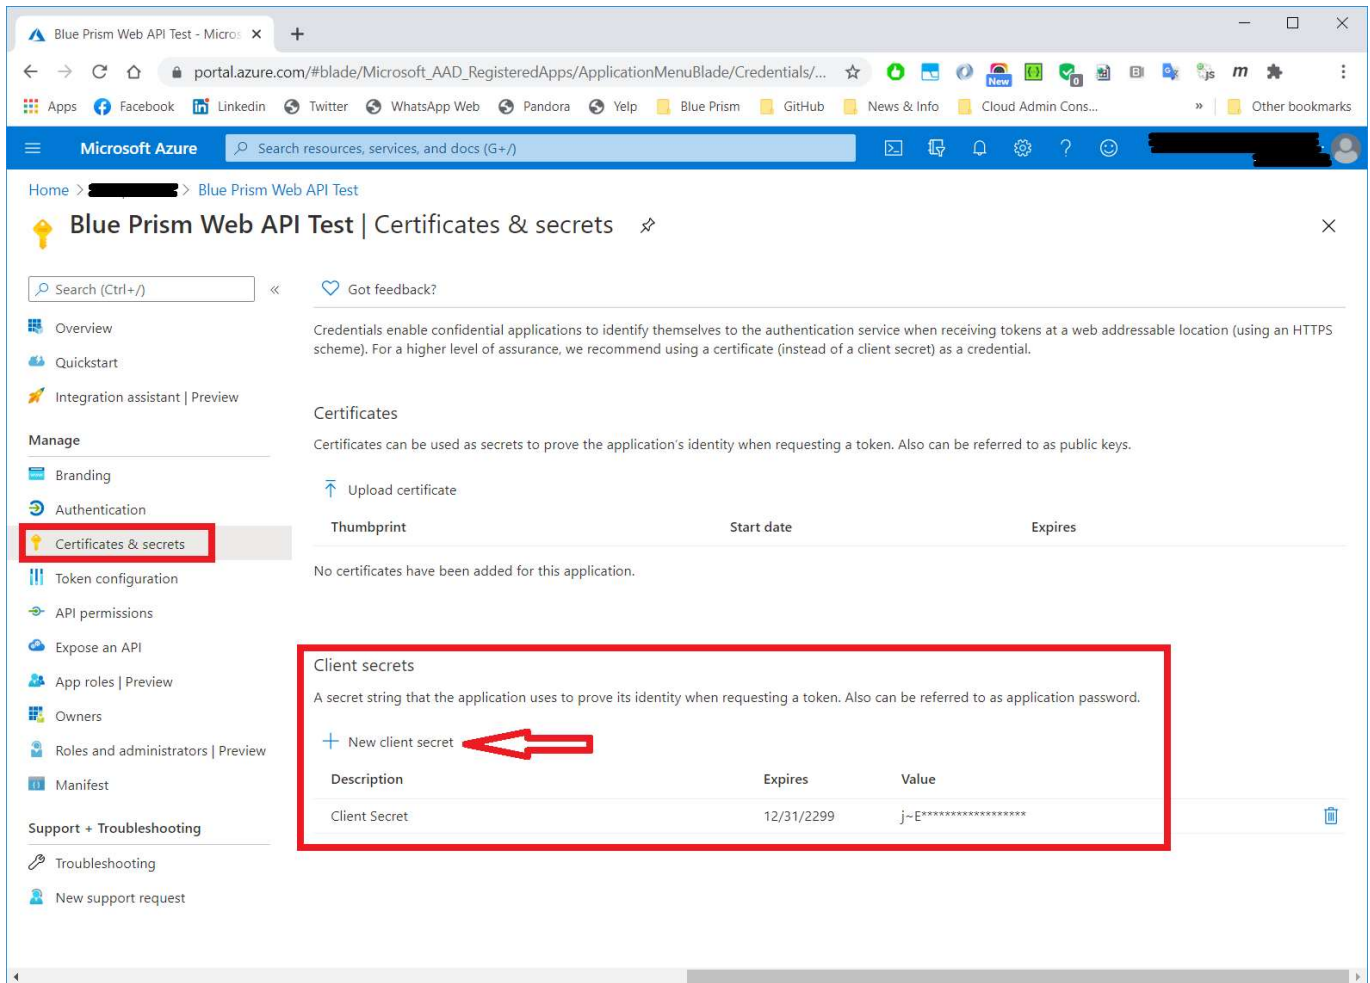 Blue Prism Web API Test - Micros
portal.azure.com/#blade/Microsoft_AAD_RegisteredApps/ApplicationMenuBlade/Credentials/...
New
0
js
m
Apps Facebook Linkedin Twitter WhatsApp Web Pandora Yelp Blue Prism GitHub News & Info Cloud Admin Cons... » Other bookmarks
Microsoft Azure Search resources, services, and docs (G+/)
Home > > Blue Prism Web API Test
Blue Prism Web API Test | Certificates & secrets
Search (Ctrl+/) «
Got feedback?
Credentials enable confidential applications to identify themselves to the authentication service when receiving tokens at a web addressable location (using an HTTPS
scheme). For a higher level of assurance, we recommend using a certificate (instead of a client secret) as a credential.
Overview
Quickstart
Integration assistant | Preview
Manage
Branding
Authentication
Certificates & secrets
Token configuration
API permissions
Expose an API
App roles | Preview
Owners
Roles and administrators | Preview
Manifest
Support + Troubleshooting
Troubleshooting
New support request
Certificates
Certificates can be used as secrets to prove the application's identity when requesting a token. Also can be referred to as public keys.
Upload certificate
Thumbprint Start date Expires
No certificates have been added for this application.
Client secrets
A secret string that the application uses to prove its identity when requesting a token. Also can be referred to as application password.
New client secret
Description Expires Value
Client Secret 12/31/2299 j~E******************